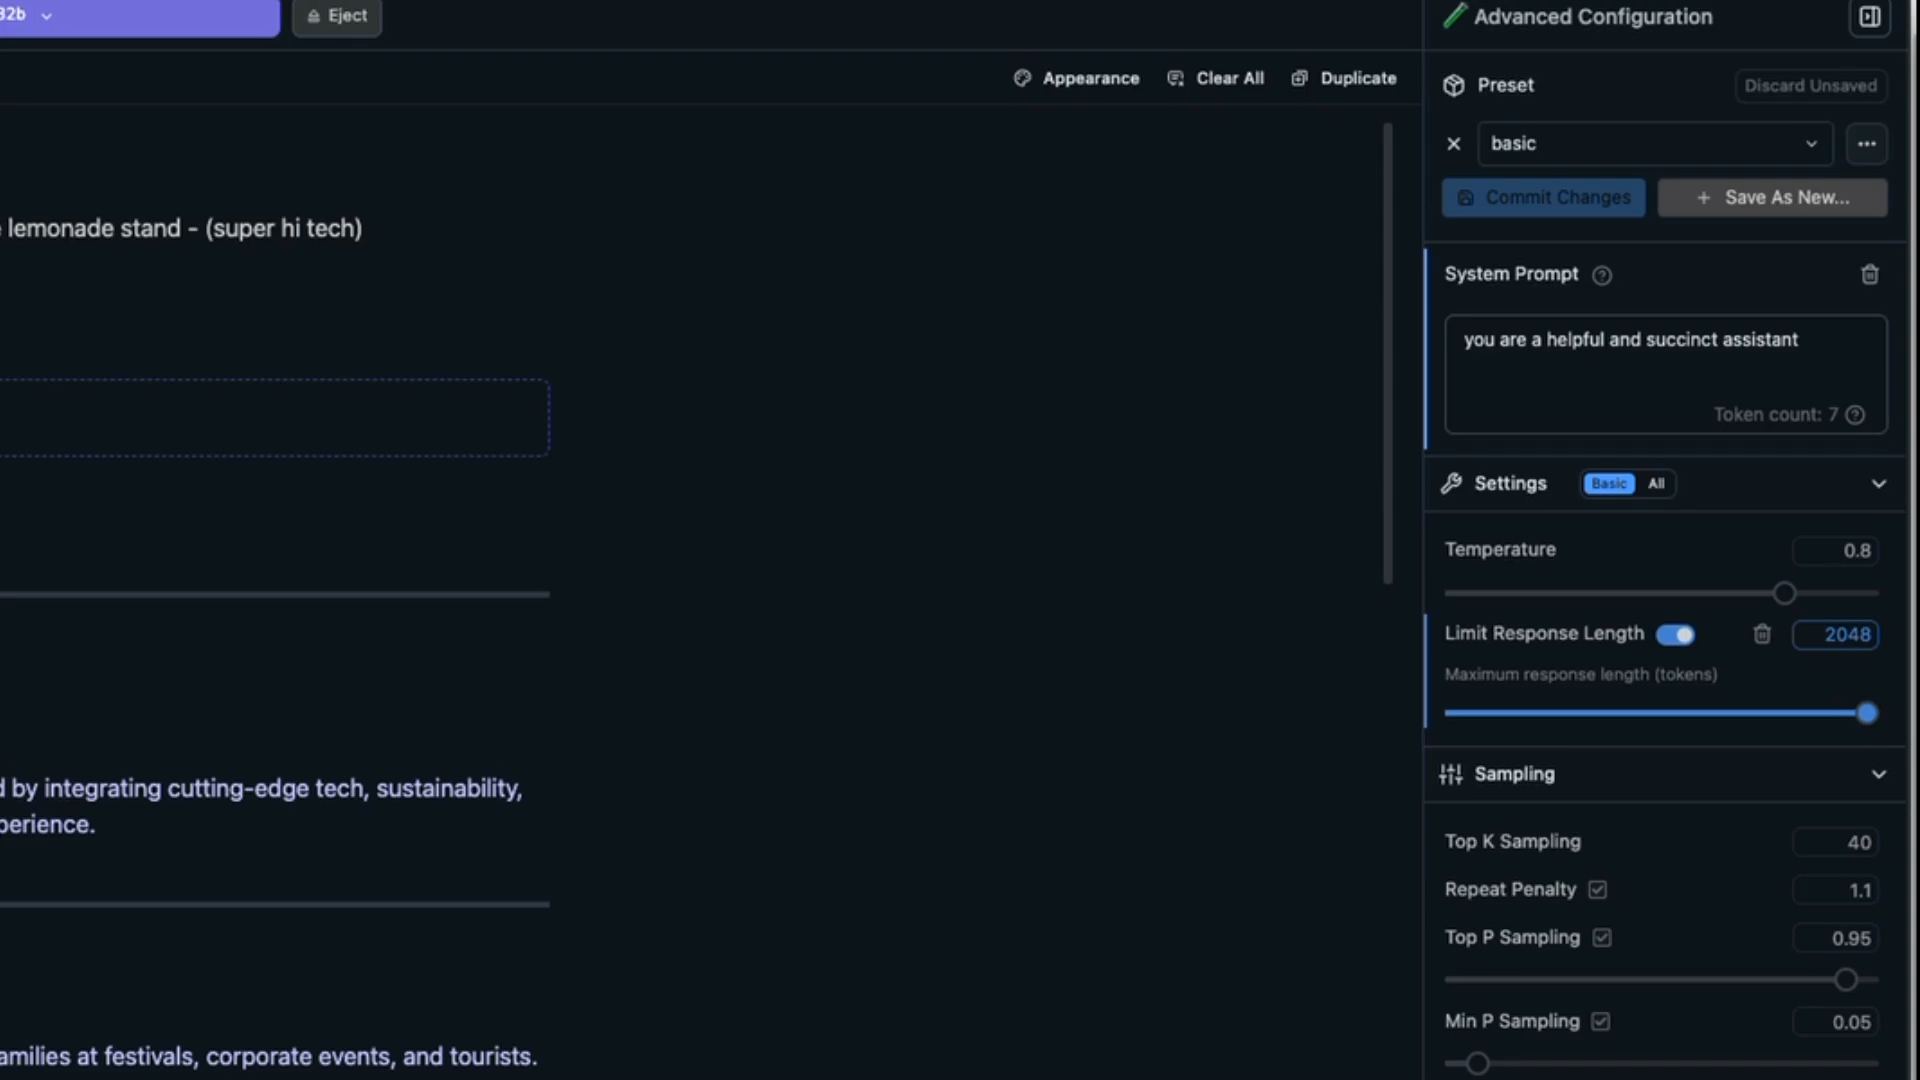 32b
Eject
Advanced Configuration
Appearance
Clear All
Duplicate
Preset
Discard Unsaved
basic
Commit Changes
+ Save As New...
lemonade stand - (super hi tech)
System Prompt
you are a helpful and succinct assistant
Token count: 7
Settings
Basic
All
Temperature
0.8
Limit Response Length
2048
Maximum response length (tokens)
Sampling
by integrating cutting-edge tech, sustainability,
Top K Sampling
40
Repeat Penalty
1.1
Top P Sampling
0.95
Min P Sampling
0.05
at festivals, corporate events, and tourists.